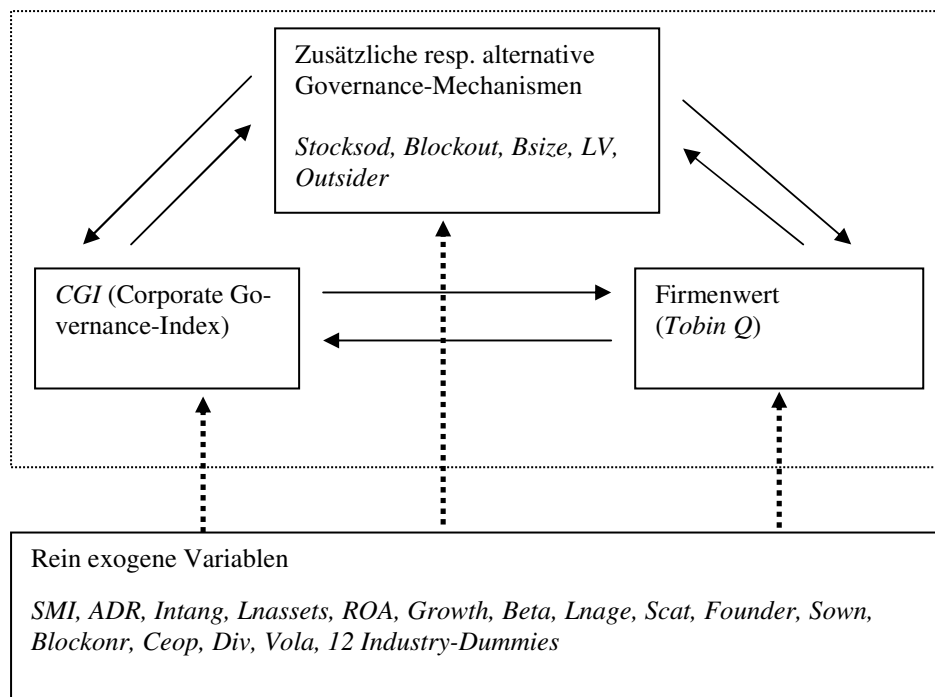 Zusätzliche resp. alternative
Governance-Mechanismen
Stocksod, Blockout, Bsize, LV,
Outsider
CGI (Corporate Go-
vernance-Index)
Firmenwert
(Tobin Q)
Rein exogene Variablen
SMI, ADR, Intang, Lnassets, ROA, Growth, Beta, Lnage, Scat, Founder, Sown,
Blockonr, Ceop, Div, Vola, 12 Industry-Dummies